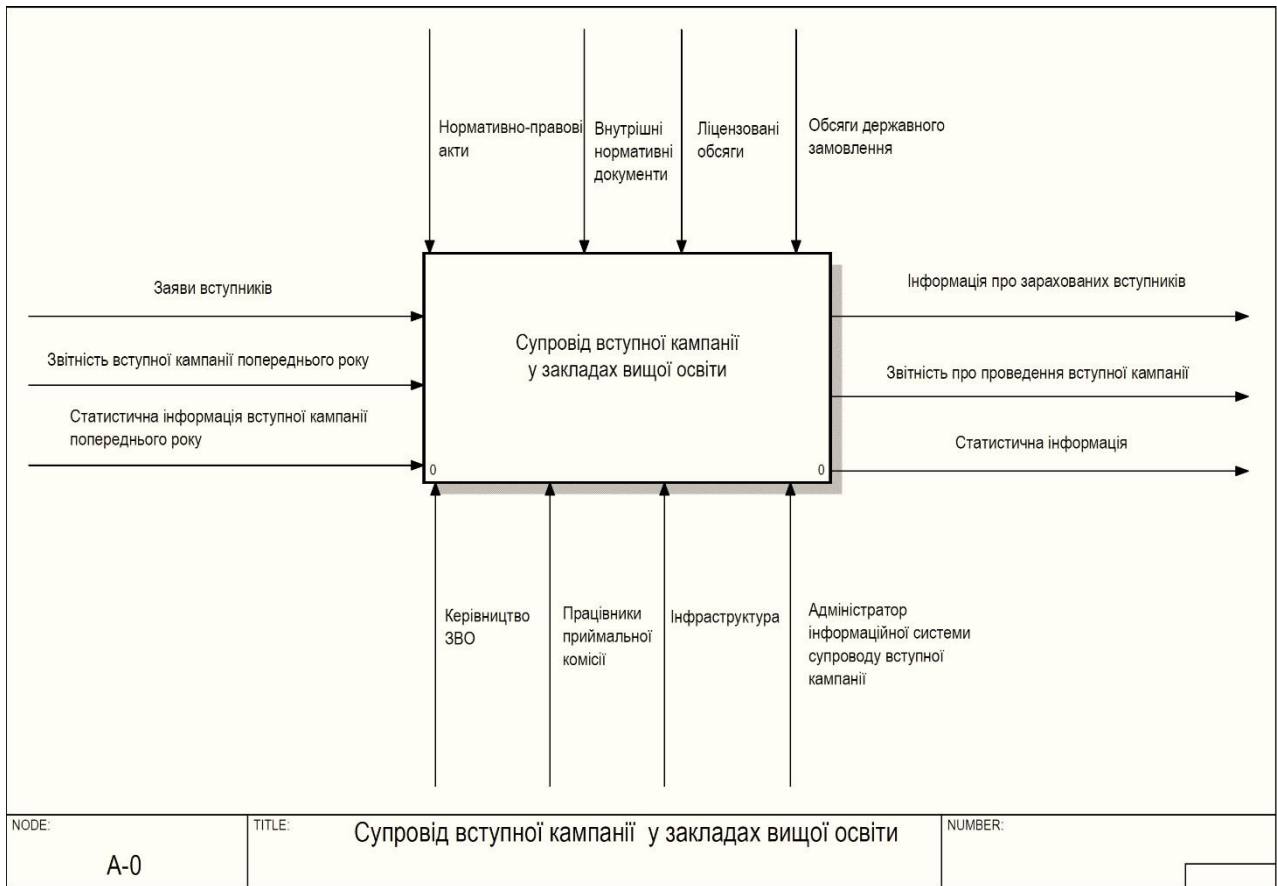 Нормативно-правові
акти
Внутрішні
нормативні
документи
Ліцензовані
обсяги
Обсяги державного
замовлення
Заяви вступників
Звітність вступної кампанії попереднього року
Статистична інформація вступної кампанії
попереднього року
Супровід вступної кампанії
у закладах вищої освіти
0
0
Інформація про зарахованих вступників
Звітність про проведення вступної кампанії
Статистична інформація
Керівництво
ЗВО
Працівники
приймальної
комісії
Інфраструктура
Адміністратор
інформаційної системи
супроводу вступної
кампанії
NODE:
A-0
TITLE:
Супровід вступної кампанії у закладах вищої освіти
NUMBER: